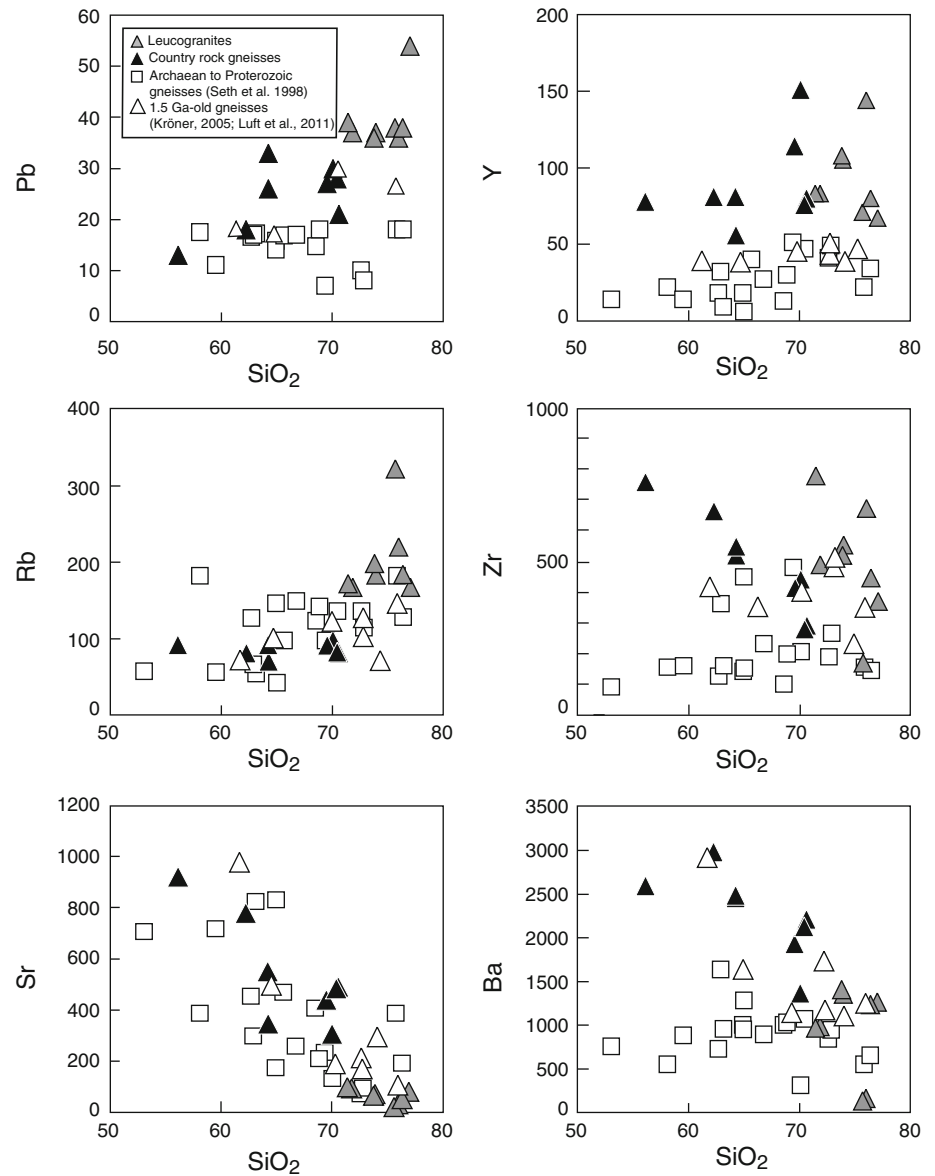 60
50
40
30
20
10
0
Pb
Leucogranites
Country rock gneisses
Archaean to Proterozoic
gneisses (Seth et al. 1998)
1.5 Ga-old gneisses
(Kröner, 2005; Luft et al., 2011)
50 60 70 80
SiO2
200
150
100
50
0
Y
50 60 70 80
SiO2
400
300
200
100
0
Rb
50 60 70 80
SiO2
1000
500
0
Zr
50 60 70 80
SiO2
1200
1000
800
600
400
200
0
Sr
50 60 70 80
SiO2
3500
3000
2500
2000
1500
1000
500
0
Ba
50 60 70 80
SiO2